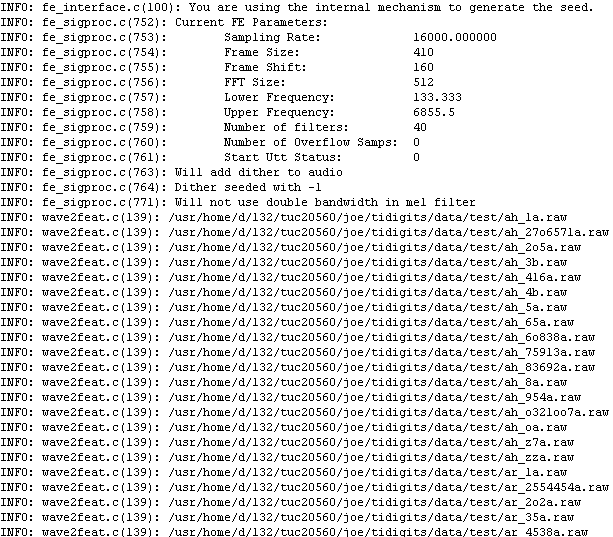 INFO: fe_interface.c(100): You are using the internal mechanism to generate the seed.
INFO: fe_sigproc.c(752): Current FE Parameters:
INFO: fe_sigproc.c(753): Sampling Rate: 16000.000000
INFO: fe_sigproc.c(754): Frame Size: 410
INFO: fe_sigproc.c(755): Frame Shift: 160
INFO: fe_sigproc.c(756): FFT Size: 512
INFO: fe_sigproc.c(757): Lower Frequency: 133.333
INFO: fe_sigproc.c(758): Upper Frequency: 6855.5
INFO: fe_sigproc.c(759): Number of filters: 40
INFO: fe_sigproc.c(760): Number of Overflow Samps: 0
INFO: fe_sigproc.c(761): Start Utt Status: 0
INFO: fe_sigproc.c(763): Will add dither to audio
INFO: fe_sigproc.c(764): Dither seeded with -1
INFO: fe_sigproc.c(771): Will not use double bandwidth in mel filter
INFO: wave2feat.c(139): /usr/home/d/132/tuc20560/joe/tidigits/data/test/ah_1a.raw
INFO: wave2feat.c(139): /usr/home/d/132/tuc20560/joe/tidigits/data/test/ah_27o6571a.raw
INFO: wave2feat.c(139): /usr/home/d/132/tuc20560/joe/tidigits/data/test/ah_2o5a.raw
INFO: wave2feat.c(139): /usr/home/d/132/tuc20560/joe/tidigits/data/test/ah_3b.raw
INFO: wave2feat.c(139): /usr/home/d/132/tuc20560/joe/tidigits/data/test/ah_416a.raw
INFO: wave2feat.c(139): /usr/home/d/132/tuc20560/joe/tidigits/data/test/ah_4b.raw
INFO: wave2feat.c(139): /usr/home/d/132/tuc20560/joe/tidigits/data/test/ah_5a.raw
INFO: wave2feat.c(139): /usr/home/d/132/tuc20560/joe/tidigits/data/test/ah_65a.raw
INFO: wave2feat.c(139): /usr/home/d/132/tuc20560/joe/tidigits/data/test/ah_6o838a.raw
INFO: wave2feat.c(139): /usr/home/d/132/tuc20560/joe/tidigits/data/test/ah_75913a.raw
INFO: wave2feat.c(139): /usr/home/d/132/tuc20560/joe/tidigits/data/test/ah_83692a.raw
INFO: wave2feat.c(139): /usr/home/d/132/tuc20560/joe/tidigits/data/test/ah_8a.raw
INFO: wave2feat.c(139): /usr/home/d/132/tuc20560/joe/tidigits/data/test/ah_954a.raw
INFO: wave2feat.c(139): /usr/home/d/132/tuc20560/joe/tidigits/data/test/ah_o321oo7a.raw
INFO: wave2feat.c(139): /usr/home/d/132/tuc20560/joe/tidigits/data/test/ah_oa.raw
INFO: wave2feat.c(139): /usr/home/d/132/tuc20560/joe/tidigits/data/test/ah_z7a.raw
INFO: wave2feat.c(139): /usr/home/d/132/tuc20560/joe/tidigits/data/test/ah_zza.raw
INFO: wave2feat.c(139): /usr/home/d/132/tuc20560/joe/tidigits/data/test/ar_1a.raw
INFO: wave2feat.c(139): /usr/home/d/132/tuc20560/joe/tidigits/data/test/ar_2554454a.raw
INFO: wave2feat.c(139): /usr/home/d/132/tuc20560/joe/tidigits/data/test/ar_2o2a.raw
INFO: wave2feat.c(139): /usr/home/d/132/tuc20560/joe/tidigits/data/test/ar_35a.raw
INFO: wave2feat.c(139): /usr/home/d/132/tuc20560/joe/tidigits/data/test/ar_4538a.raw